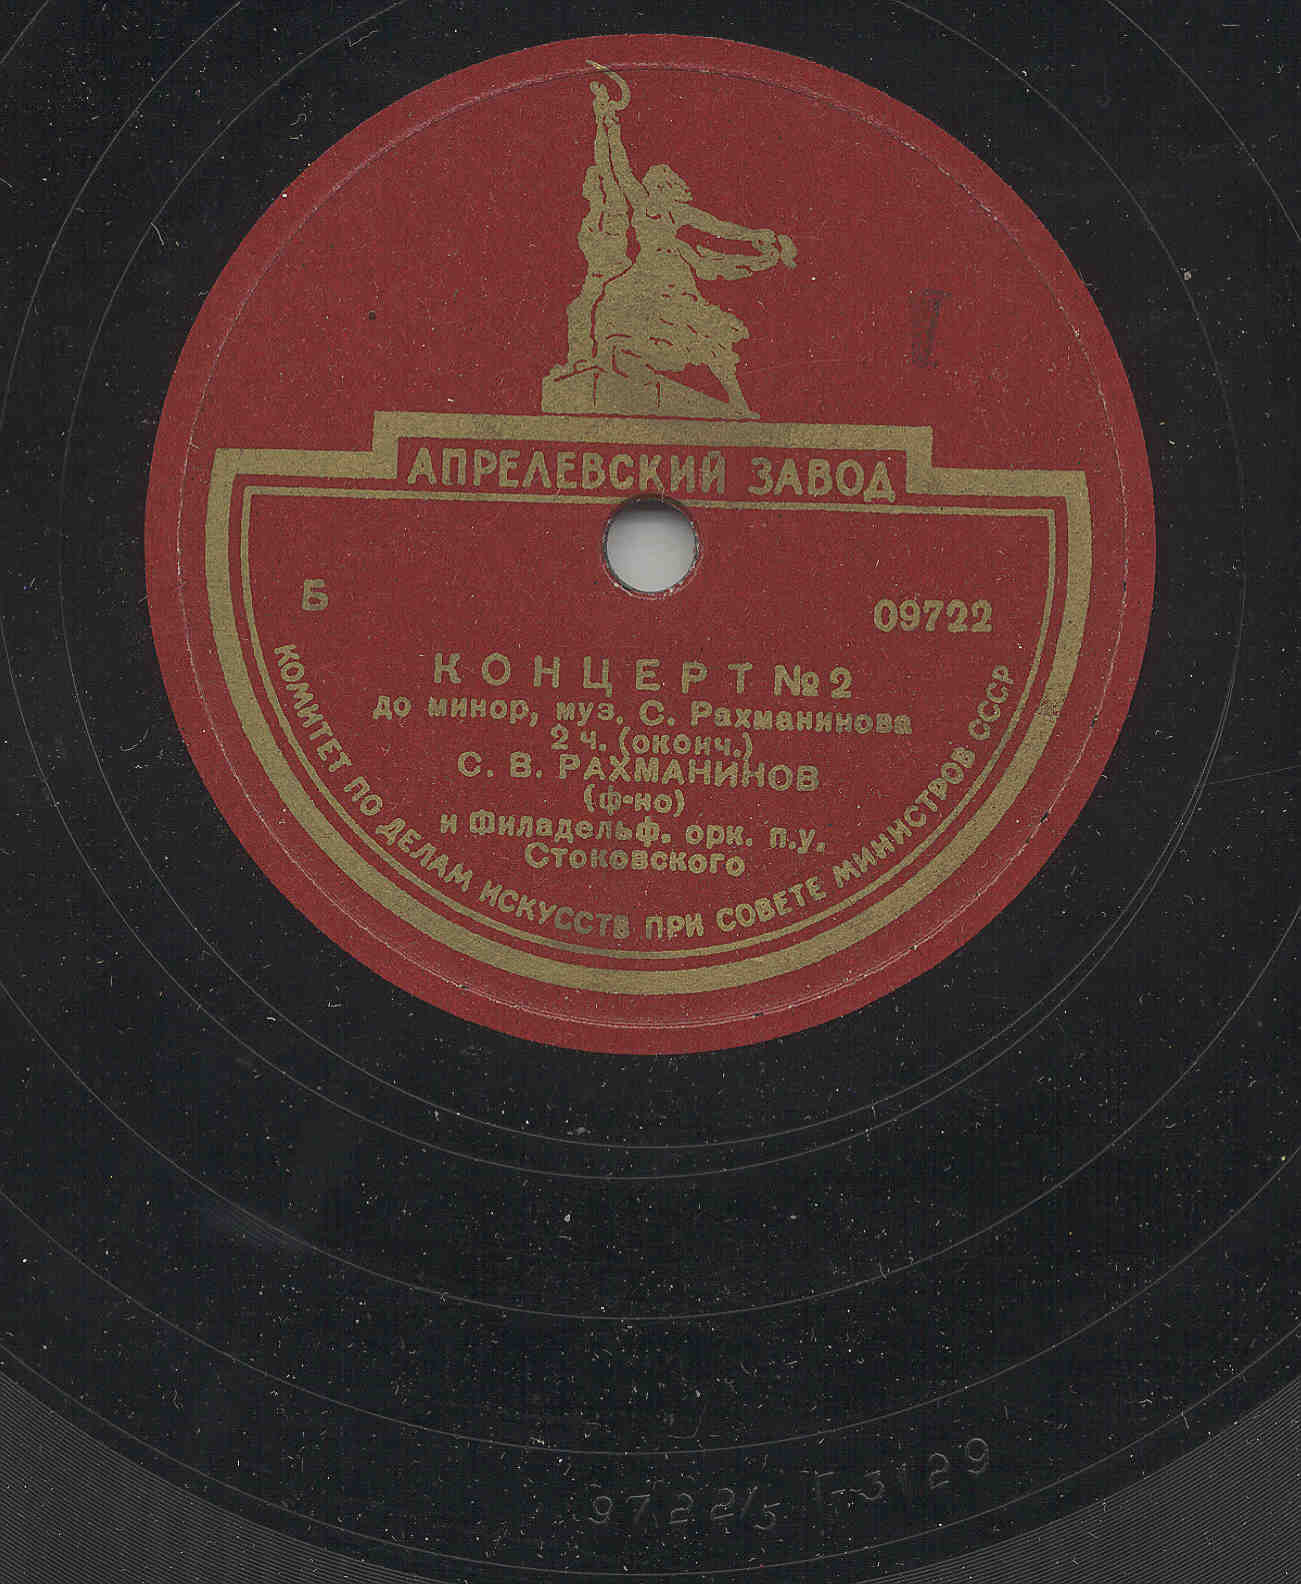 АПРЕЛЕВСКИЙ ЗАВОД
Б
09722
КОНЦЕРТ №2
до минор, муз. С. Рахманинова
2 ч. (оконч.)
С. В. РАХМАНИНОВ
(ф-но)
и Филадельф. орк. п.у.
Стоковского
КОМИТЕТ ПО ДЕЛАМ ИСКУССТВ ПРИ СОВЕТЕ МИНИСТРОВ СССР
9722/5